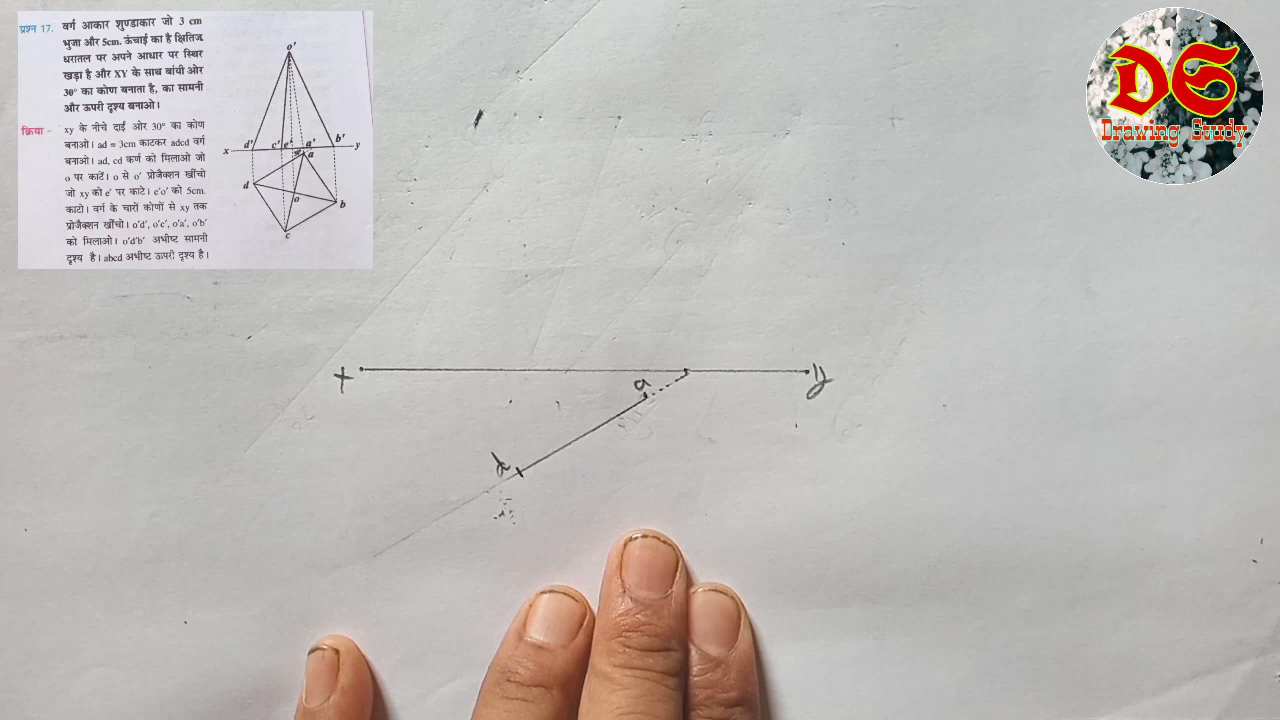 प्रश्न 17. वर्ग आकार शुण्डाकार जो 3 cm
भुजा और 5cm. ऊंचाई का है क्षितिज
धरातल पर अपने आधार पर स्थिर
खड़ा है और XY के साथ बांयी ओर
30° का कोण बनाता है, का सामनी
और ऊपरी दृश्य बनाओ।
क्रिया – xy के नीचे दाई ओर 30° का कोण
बनाओ। ad = 3cm काटकर adcd वर्ग
बनाओ। ad, cd कर्ण को मिलाओ जो
o पर काटें। o से o' प्रोजैक्शन खींचो
जो xy को e' पर काटे। e'o' को 5cm.
काटो। वर्ग के चारों कोणों से xy तक
प्रोजैक्शन खींचो। o'd', o'c', o'a', o'b'
को मिलाओ। o'd'b' अभीष्ट सामनी
दृश्य है। abcd अभीष्ट ऊपरी दृश्य है।
o'
x d' c' e' a' b' y
a
d
o
b
c
DS
Drawing Study
x y
a
d